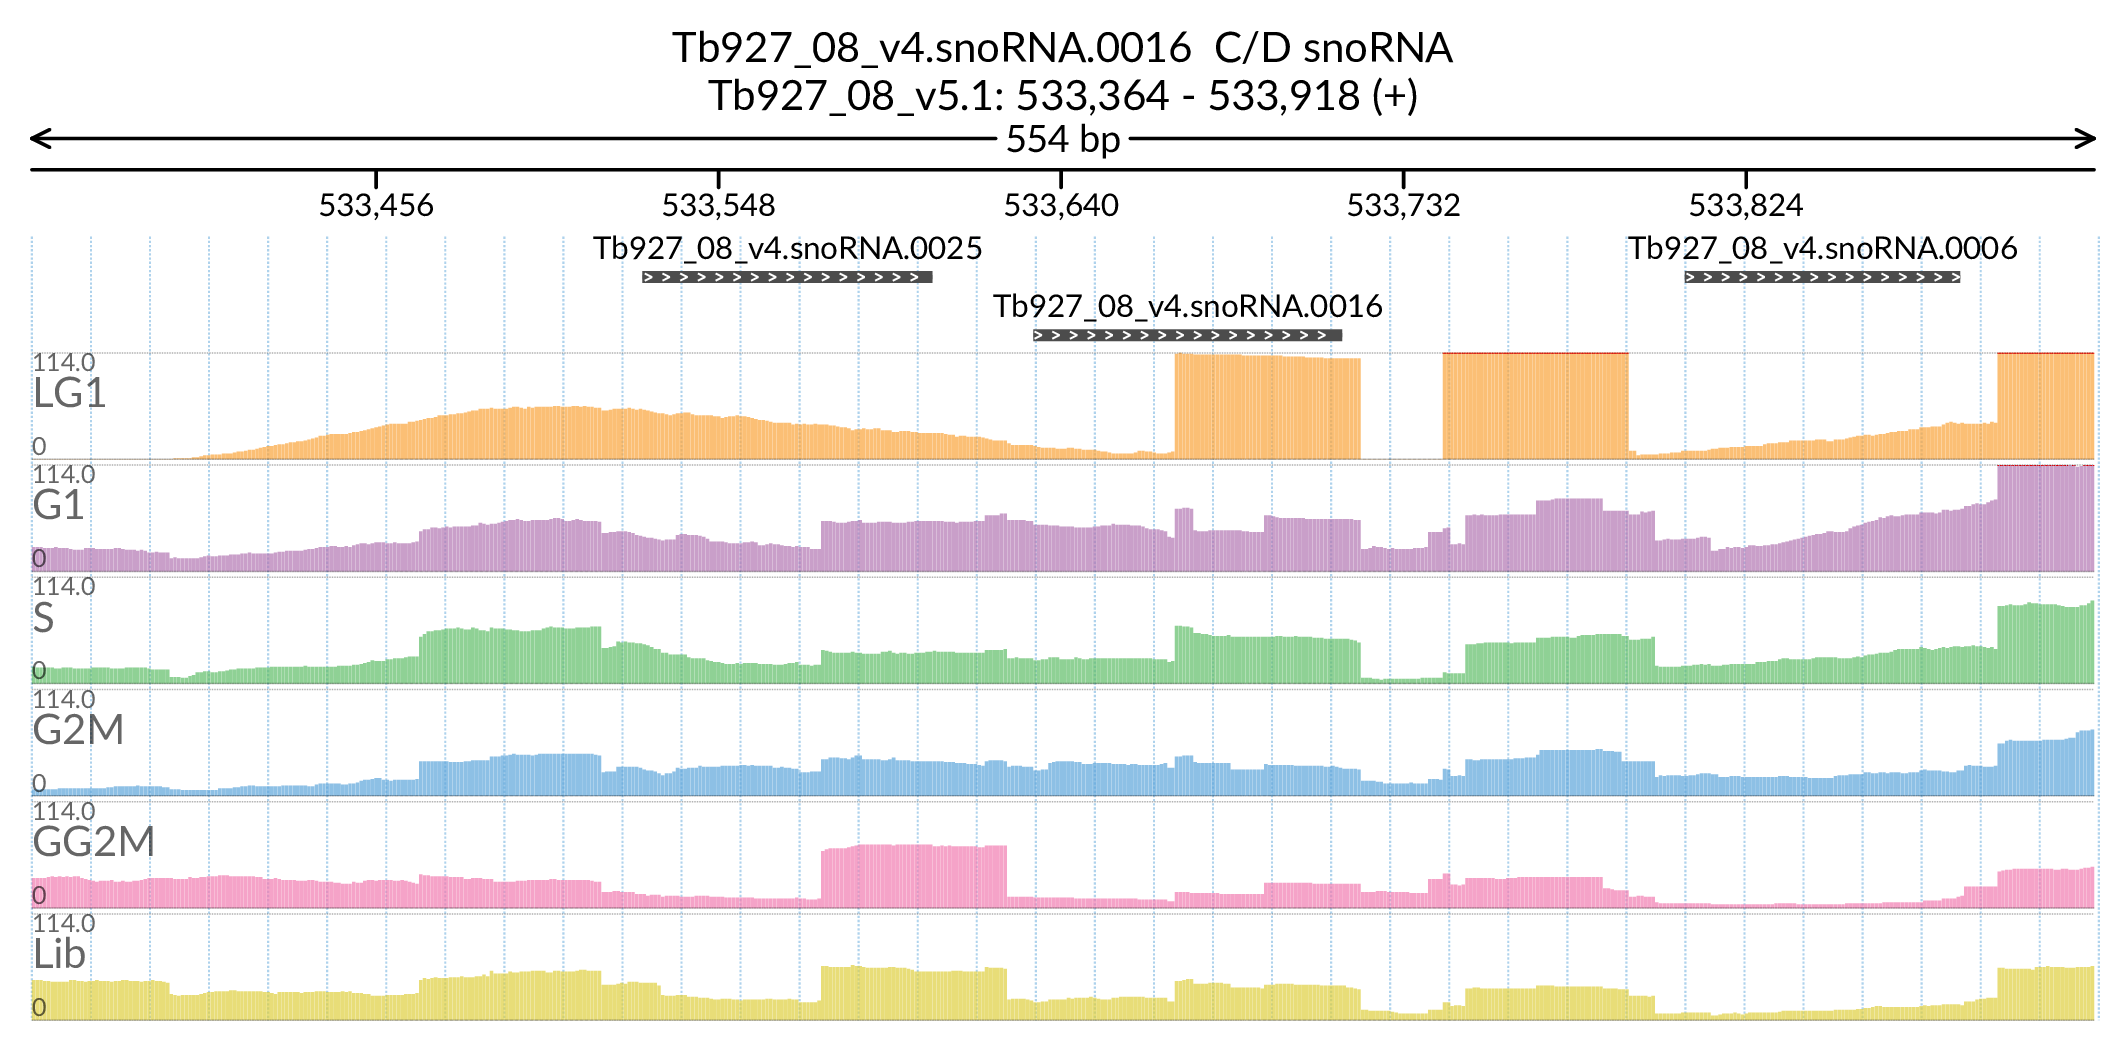 Tb927_08_v4.snoRNA.0016 C/D snoRNA
Tb927_08_v5.1: 533,364 - 533,918 (+)
554 bp
533,456 533,548 533,640 533,732 533,824
Tb927_08_v4.snoRNA.0025 Tb927_08_v4.snoRNA.0006
Tb927_08_v4.snoRNA.0016
114.0
LG1
0
114.0
G1
0
114.0
S
0
114.0
G2M
0
114.0
GG2M
0
114.0
Lib
0